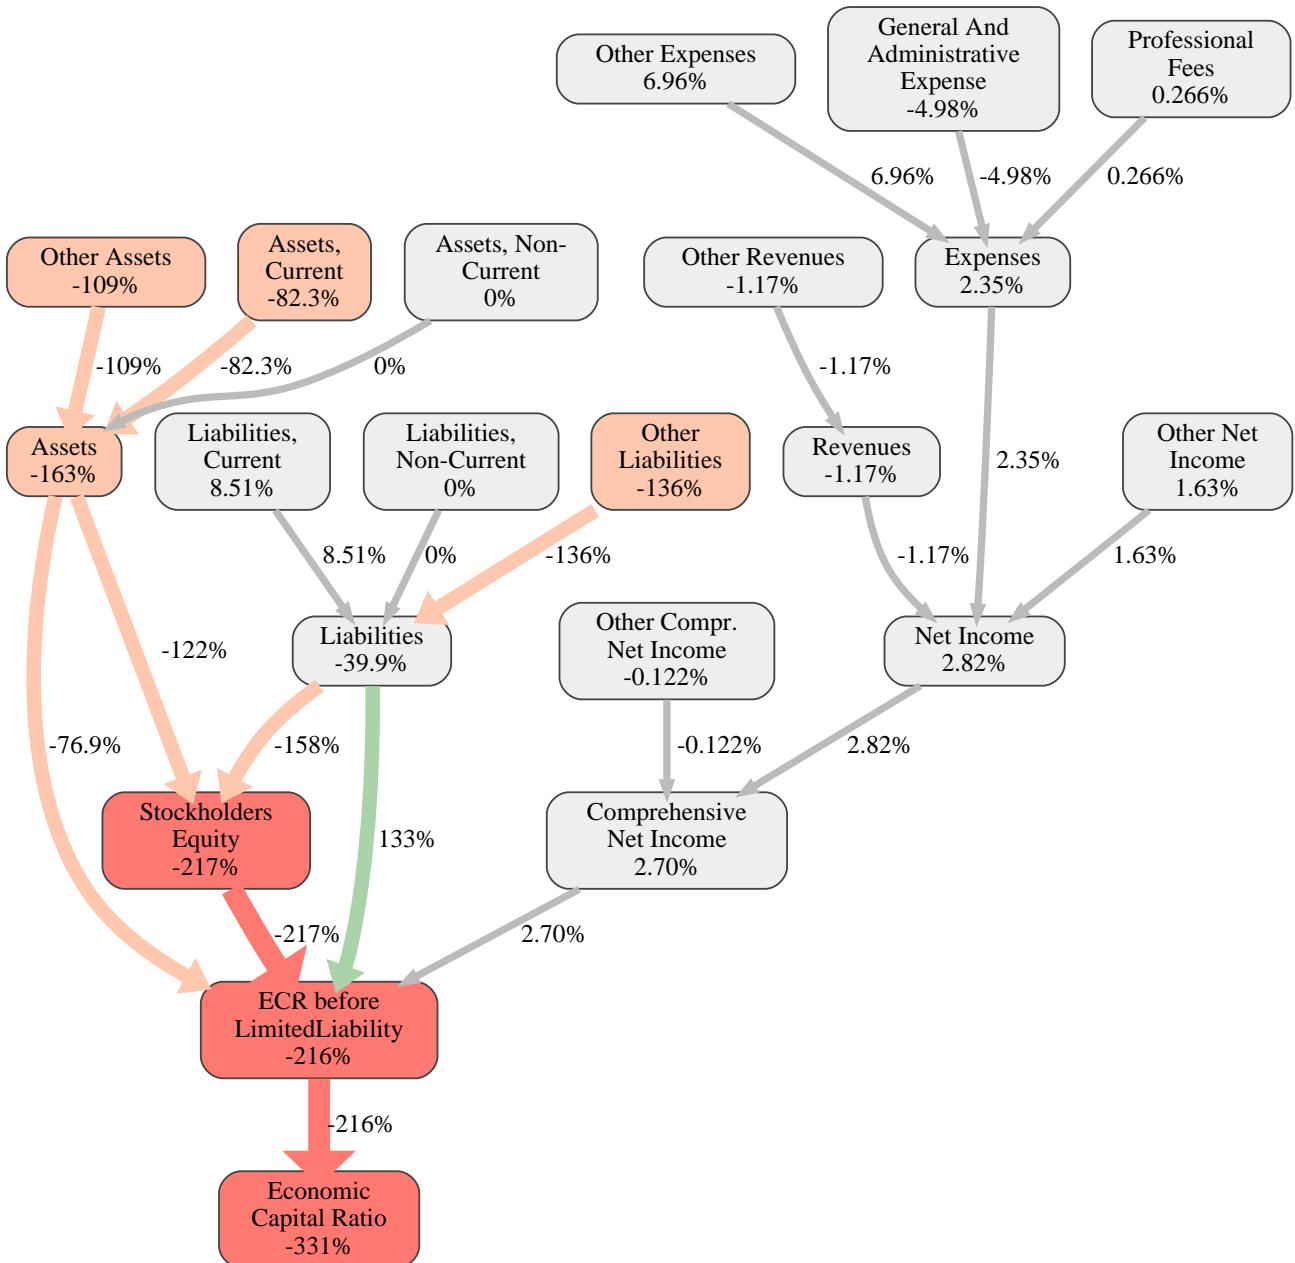 Other Expenses
6.96%
General And
Administrative
Expense
-4.98%
Professional
Fees
0.266%
6.96%
-4.98%
0.266%
Other Assets
-109%
Assets,
Current
-82.3%
Assets, Non-
Current
0%
Other Revenues
-1.17%
Expenses
2.35%
-109%
-82.3%
0%
-1.17%
2.35%
Assets
-163%
Liabilities,
Current
8.51%
Liabilities,
Non-Current
0%
Other
Liabilities
-136%
Revenues
-1.17%
Other Net
Income
1.63%
8.51%
0%
-136%
-1.17%
1.63%
-122%
Liabilities
-39.9%
Other Compr.
Net Income
-0.122%
Net Income
2.82%
-76.9%
-158%
-0.122%
2.82%
Stockholders
Equity
-217%
133%
Comprehensive
Net Income
2.70%
-217%
2.70%
ECR before
LimitedLiability
-216%
-216%
Economic
Capital Ratio
-331%